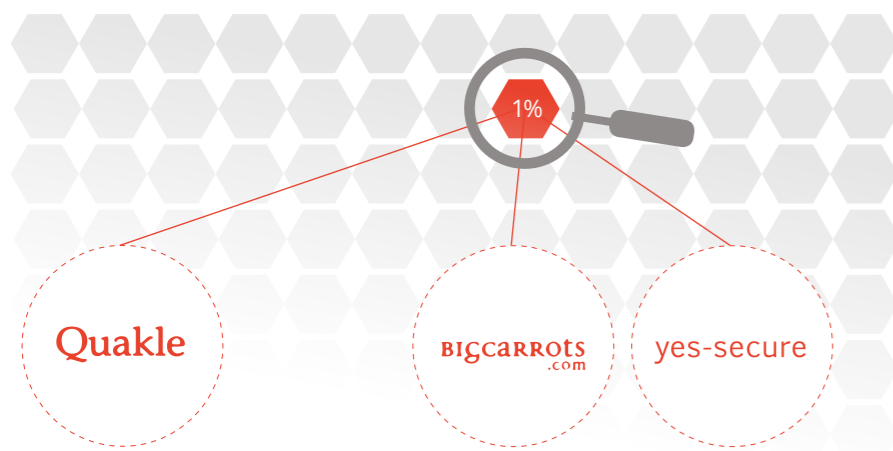 1%
Quakle
BIGCARROTS
.com
yes-secure